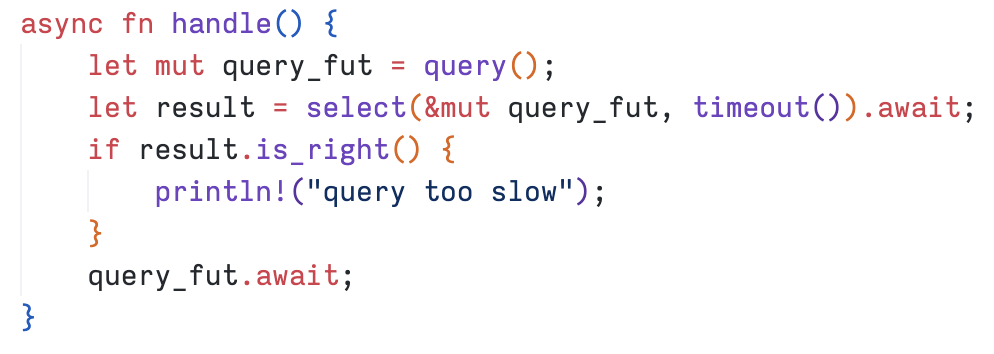 async fn handle() {
    let mut query_fut = query();
    let result = select(&mut query_fut, timeout()).await;
    if result.is_right() {
        println!("query too slow");
    }
    query_fut.await;
}